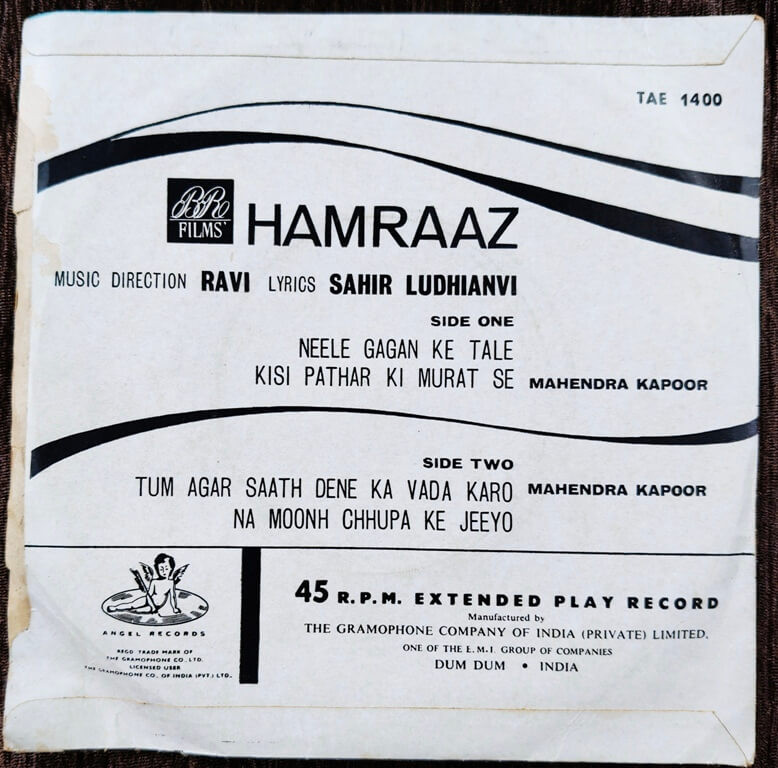 TAE 1400
BR
FILMS'
HAMRAAZ
MUSIC DIRECTION RAVI LYRICS SAHIR LUDHIANVI
SIDE ONE
NEELE GAGAN KE TALE
KISI PATHAR KI MURAT SE MAHENDRA KAPOOR
SIDE TWO
TUM AGAR SAATH DENE KA VADA KARO MAHENDRA KAPOOR
NA MOONH CHHUPA KE JEEYO
ANGEL RECORDS
REGD TRADE MARK OF
THE GRAMOPHONE CO. LTD.
LICENSED USER
THE GRAMOPHONE CO. OF INDIA (PVT.) LTD.
45 R.P.M. EXTENDED PLAY RECORD
Manufactured by
THE GRAMOPHONE COMPANY OF INDIA (PRIVATE) LIMITED.
ONE OF THE E.M.I. GROUP OF COMPANIES
DUM DUM • INDIA